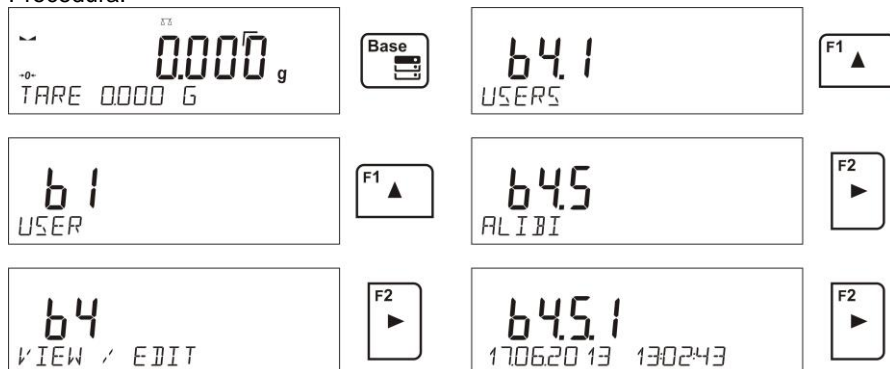 Procedura:
0.000 g
TARE 0.000 G
Base
b1
USER
F1
b4
VIEW / EDIT
F2
b4.1
USERS
F1
b4.5
ALIBI
F2
b4.5.1
17.06.2013 13:02:43
F2